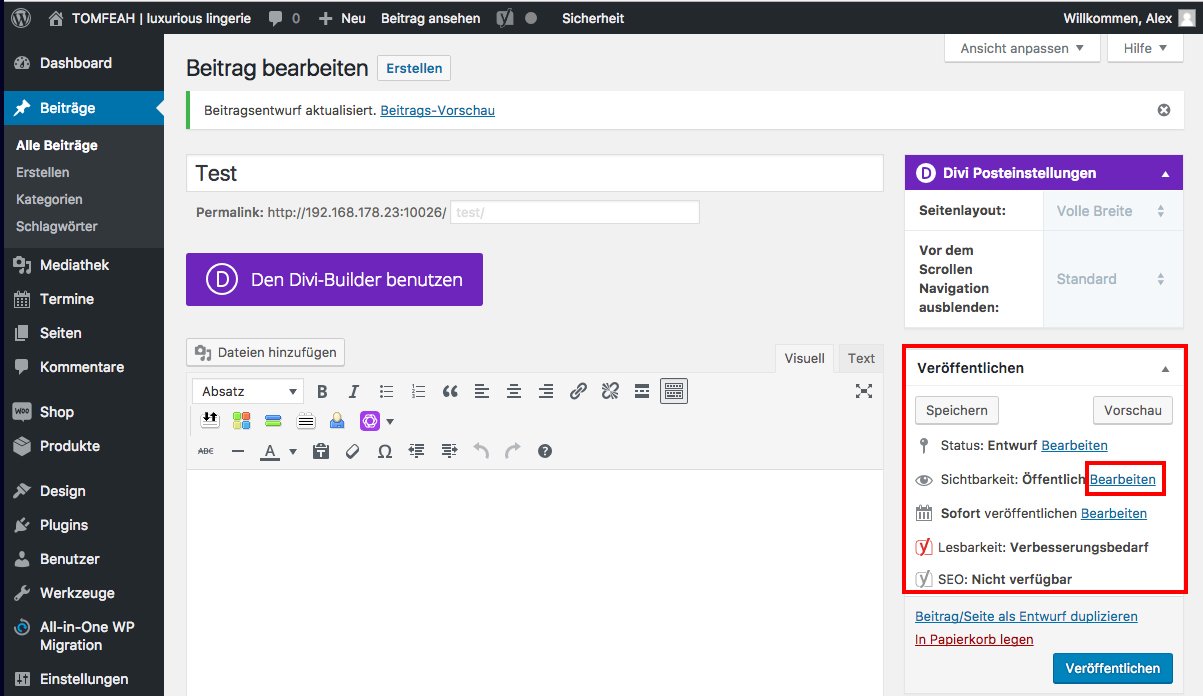 TOMFEAH | luxurious lingerie 0 Neu Beitrag ansehen Sicherheit Willkommen, Alex
Dashboard
Beiträge
Alle Beiträge
Erstellen
Kategorien
Schlagwörter
Mediathek
Termine
Seiten
Kommentare
WOO Shop
Produkte
Design
Plugins
Benutzer
Werkzeuge
All-in-One WP
Migration
Einstellungen
Ansicht anpassen Hilfe
Beitrag bearbeiten Erstellen
Beitragsentwurf aktualisiert. Beitrags-Vorschau
Test
Permalink: http://192.168.178.23:10026/ test/
D Den Divi-Builder benutzen
Dateien hinzufügen
Visuell Text
Absatz B I
ABC A Ω
D Divi Posteinstellungen
Seitenlayout: Volle Breite
Vor dem
Scrollen
Navigation
ausblenden:
Standard
Veröffentlichen
Speichern Vorschau
Status: Entwurf Bearbeiten
Sichtbarkeit: Öffentlich Bearbeiten
Sofort veröffentlichen Bearbeiten
Lesbarkeit: Verbesserungsbedarf
SEO: Nicht verfügbar
Beitrag/Seite als Entwurf duplizieren
In Papierkorb legen
Veröffentlichen